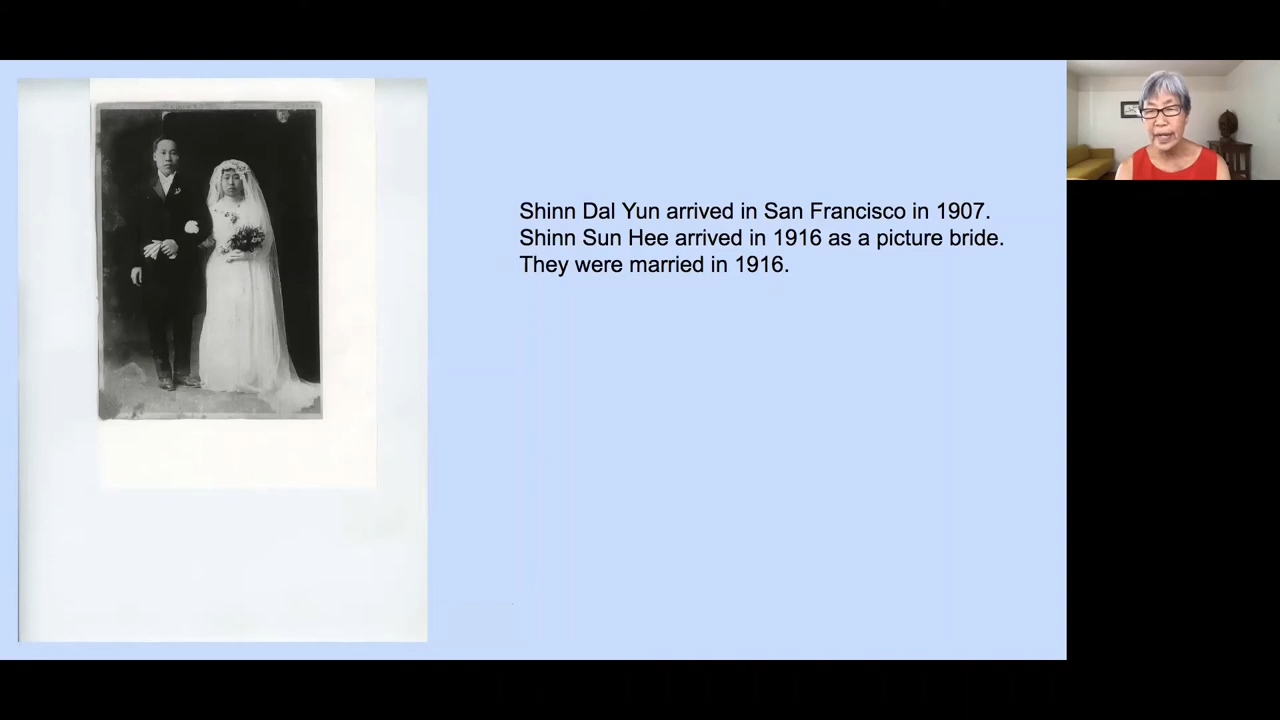 Shinn Dal Yun arrived in San Francisco in 1907.
Shinn Sun Hee arrived in 1916 as a picture bride.
They were married in 1916.